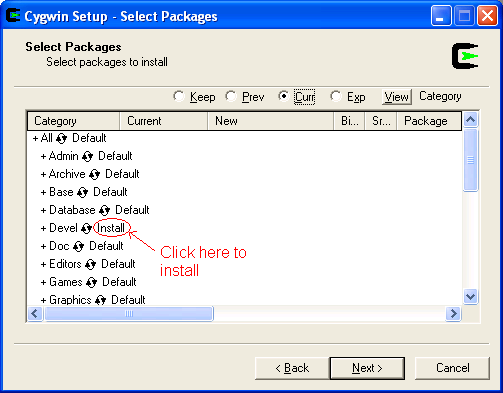 Cygwin Setup - Select Packages
Select Packages
Select packages to install
Keep Prev Curr Exp View Category
Category Current New Bi... Sr... Package
+ All Default
+ Admin Default
+ Archive Default
+ Base Default
+ Database Default
+ Devel Install
+ Doc Default
+ Editors Default
+ Games Default
+ Graphics Default
Click here to
install
< Back Next > Cancel